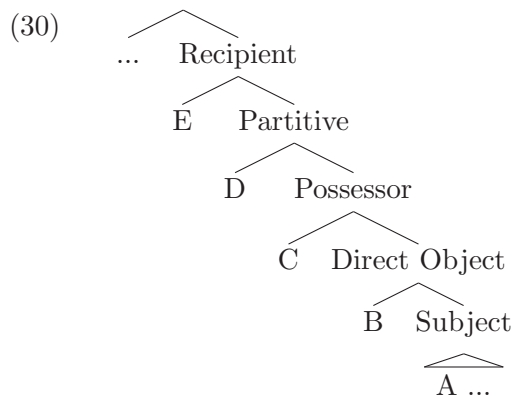 (30)
... Recipient
E Partitive
D Possessor
C Direct Object
B Subject
A ...